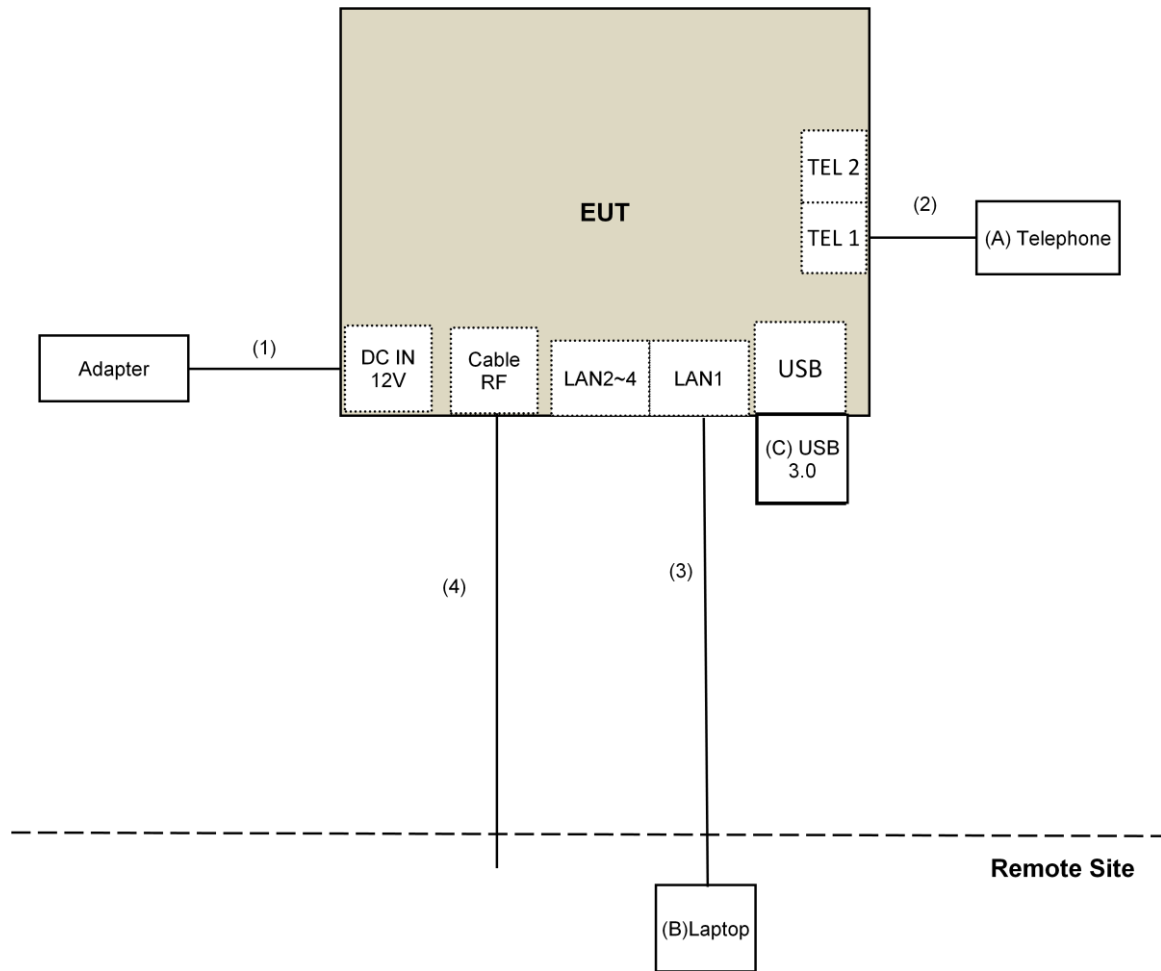 TEL 2
EUT
(2)
TEL 1
(A) Telephone
(1)
Adapter
DC IN
12V
Cable
RF
LAN2~4
LAN1
USB
(C) USB
3.0
(4)
(3)
Remote Site
(B)Laptop